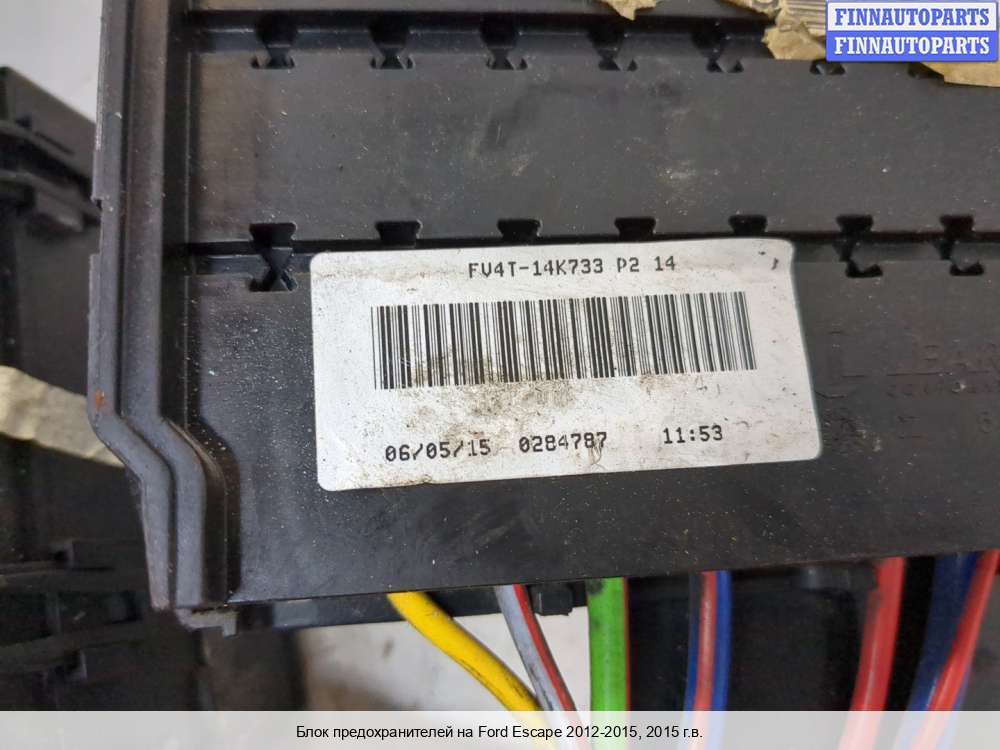 FINNAUTOPARTS
FINNAUTOPARTS
FV4T-14K733 P2 14
06/05/15 0284787 11:53
Блок предохранителей на Ford Escape 2012-2015, 2015 г.в.